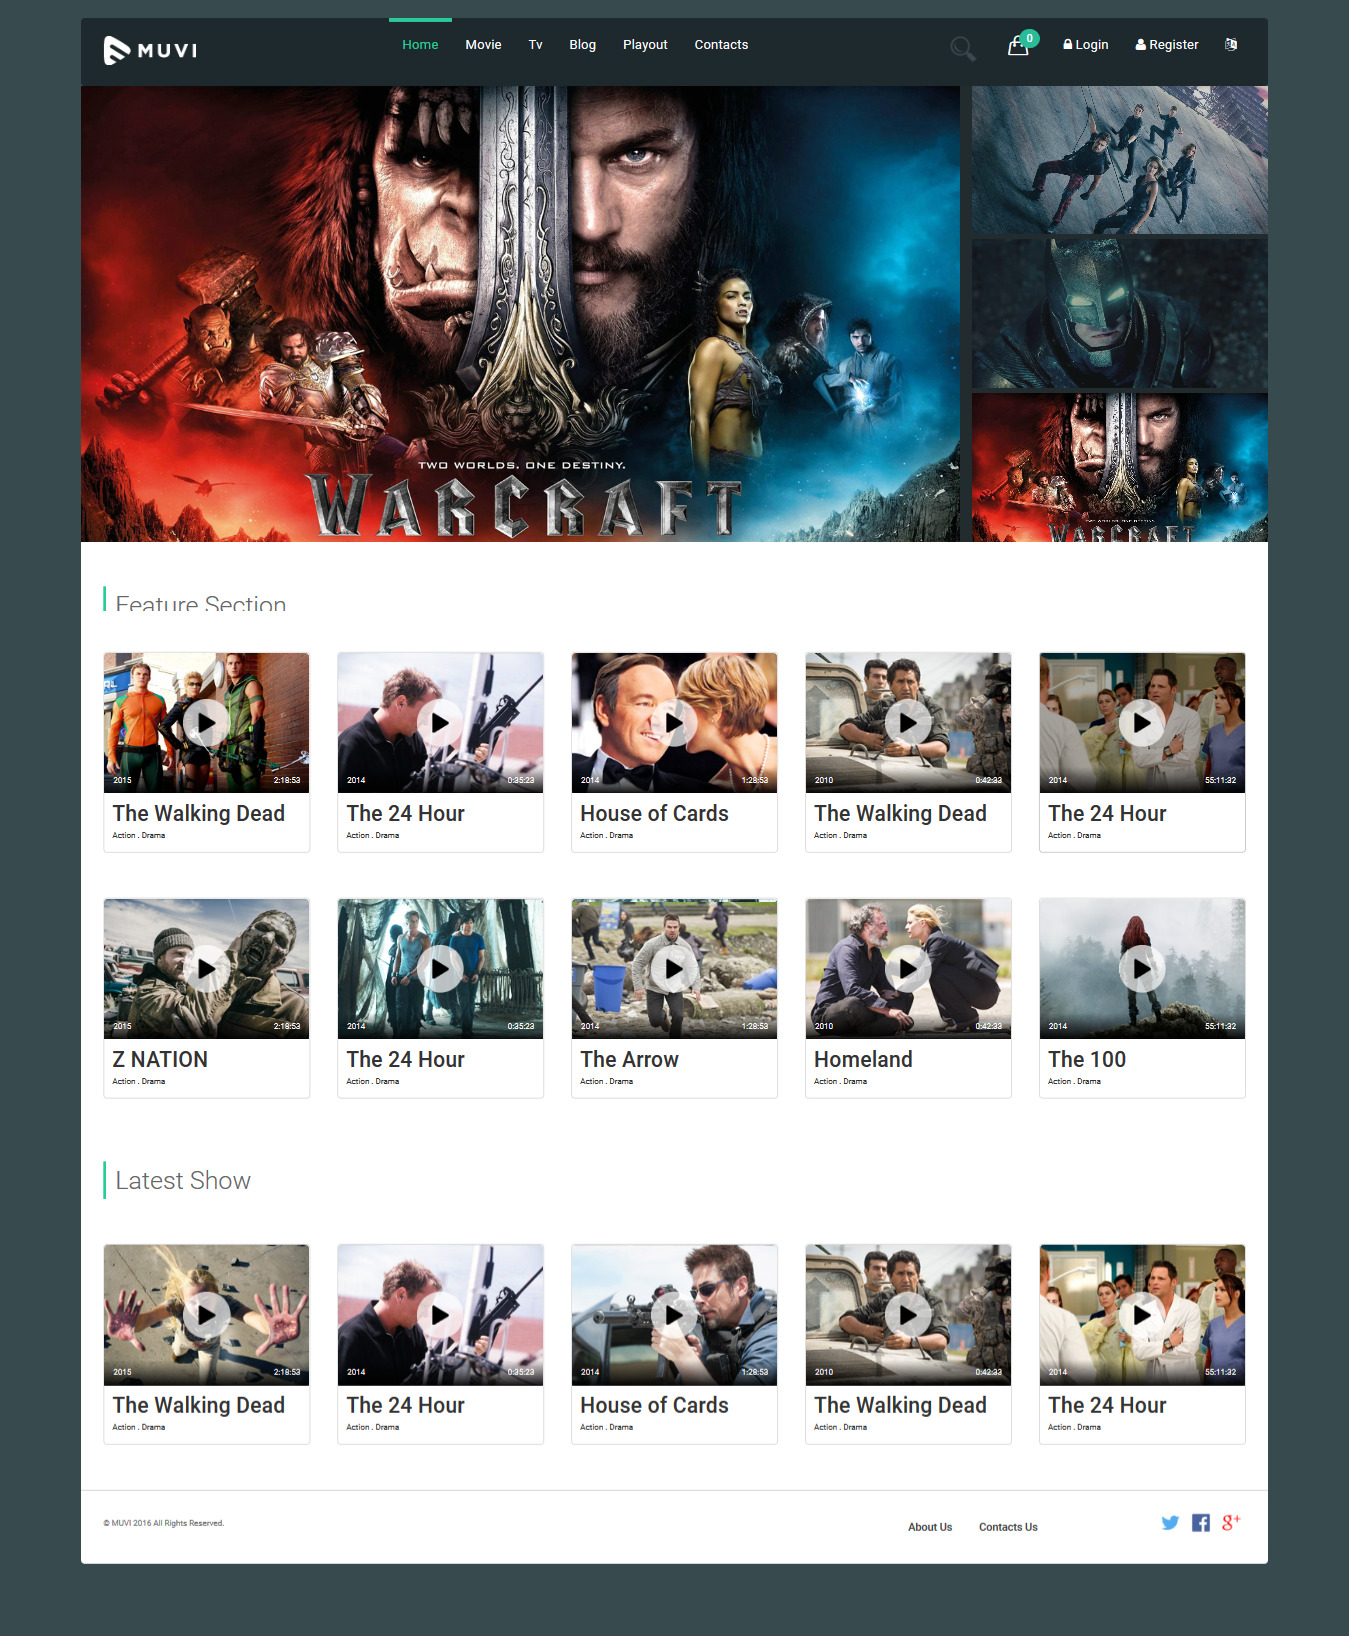 MUVI
Home Movie Tv Blog Playout Contacts
0 Login Register
TWO WORLDS. ONE DESTINY.
WARCRAFT
TWO WORLDS. ONE DESTINY.
WARCRAFT
Feature Section
2015 2:18:53
2014 0:35:23
2014 1:28:53
2010 0:42:33
2014 55:11:32
The Walking Dead
The 24 Hour
House of Cards
The Walking Dead
The 24 Hour
Action . Drama
Action . Drama
Action . Drama
Action . Drama
Action . Drama
2015 2:18:53
2014 0:35:23
2014 1:28:53
2010 0:42:33
2014 55:11:32
Z NATION
The 24 Hour
The Arrow
Homeland
The 100
Action . Drama
Action . Drama
Action . Drama
Action . Drama
Action . Drama
Latest Show
2015 2:18:53
2014 0:35:23
2014 1:28:53
2010 0:42:33
2014 55:11:32
The Walking Dead
The 24 Hour
House of Cards
The Walking Dead
The 24 Hour
Action . Drama
Action . Drama
Action . Drama
Action . Drama
Action . Drama
© MUVI 2016 All Rights Reserved.
About Us Contacts Us
g+